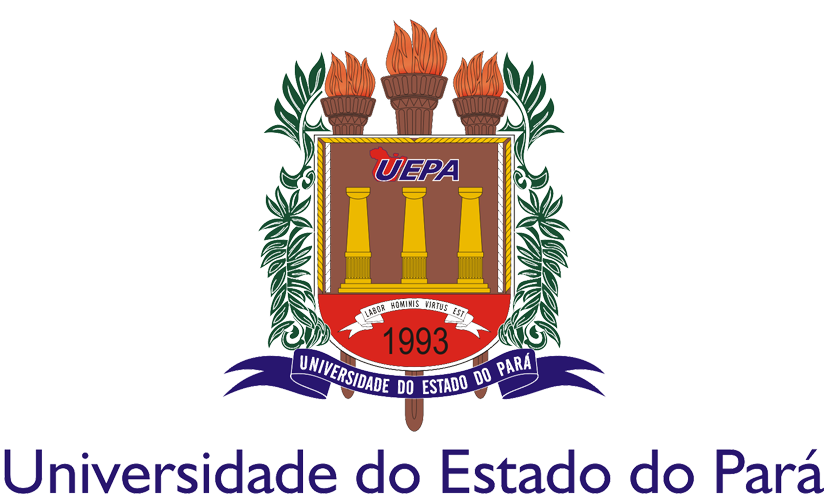 UEPA
LABOR HOMINIS VIRTUS EST
1993
UNIVERSIDADE DO ESTADO DO PARÁ
Universidade do Estado do Pará